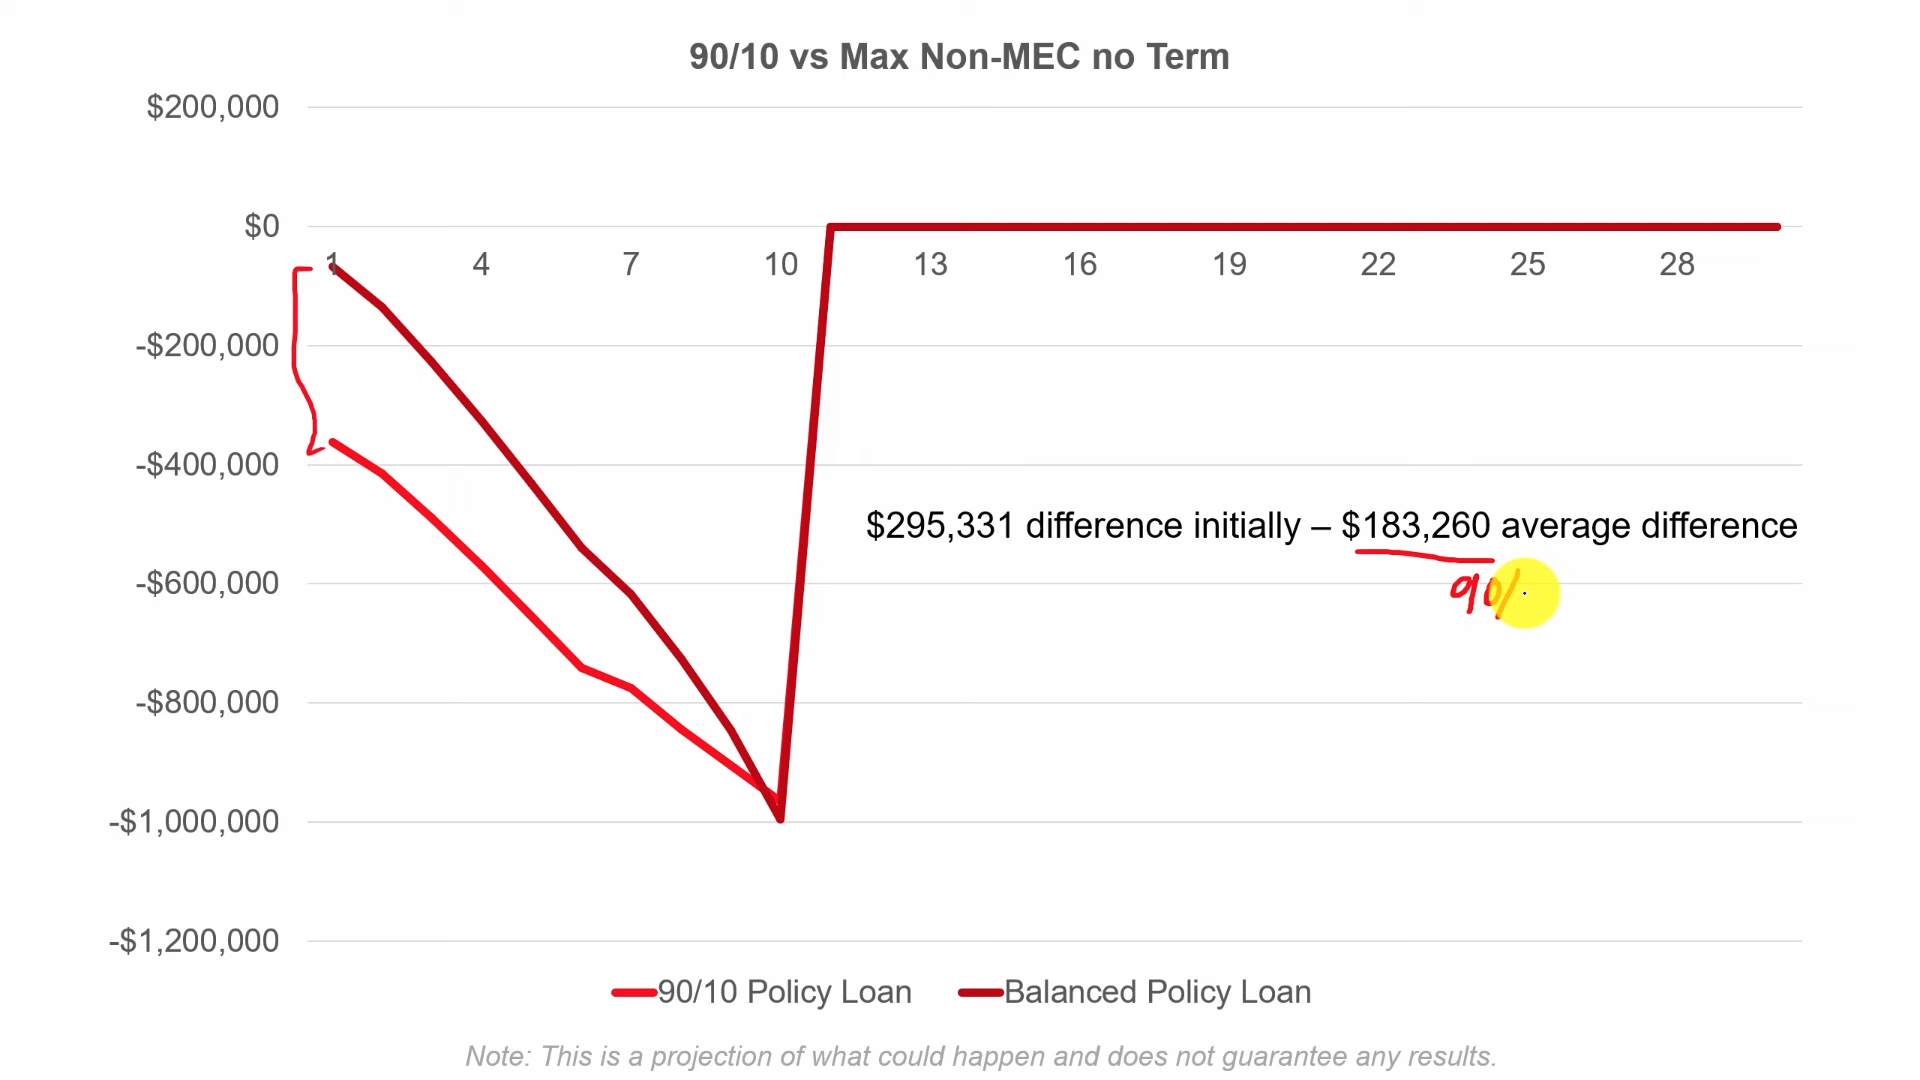 90/10 vs Max Non-MEC no Term
$200,000
$0
1 4 7 10 13 16 19 22 25 28
-$200,000
-$400,000
$295,331 difference initially – $183,260 average difference
-$600,000
90/
-$800,000
-$1,000,000
-$1,200,000
90/10 Policy Loan Balanced Policy Loan
Note: This is a projection of what could happen and does not guarantee any results.